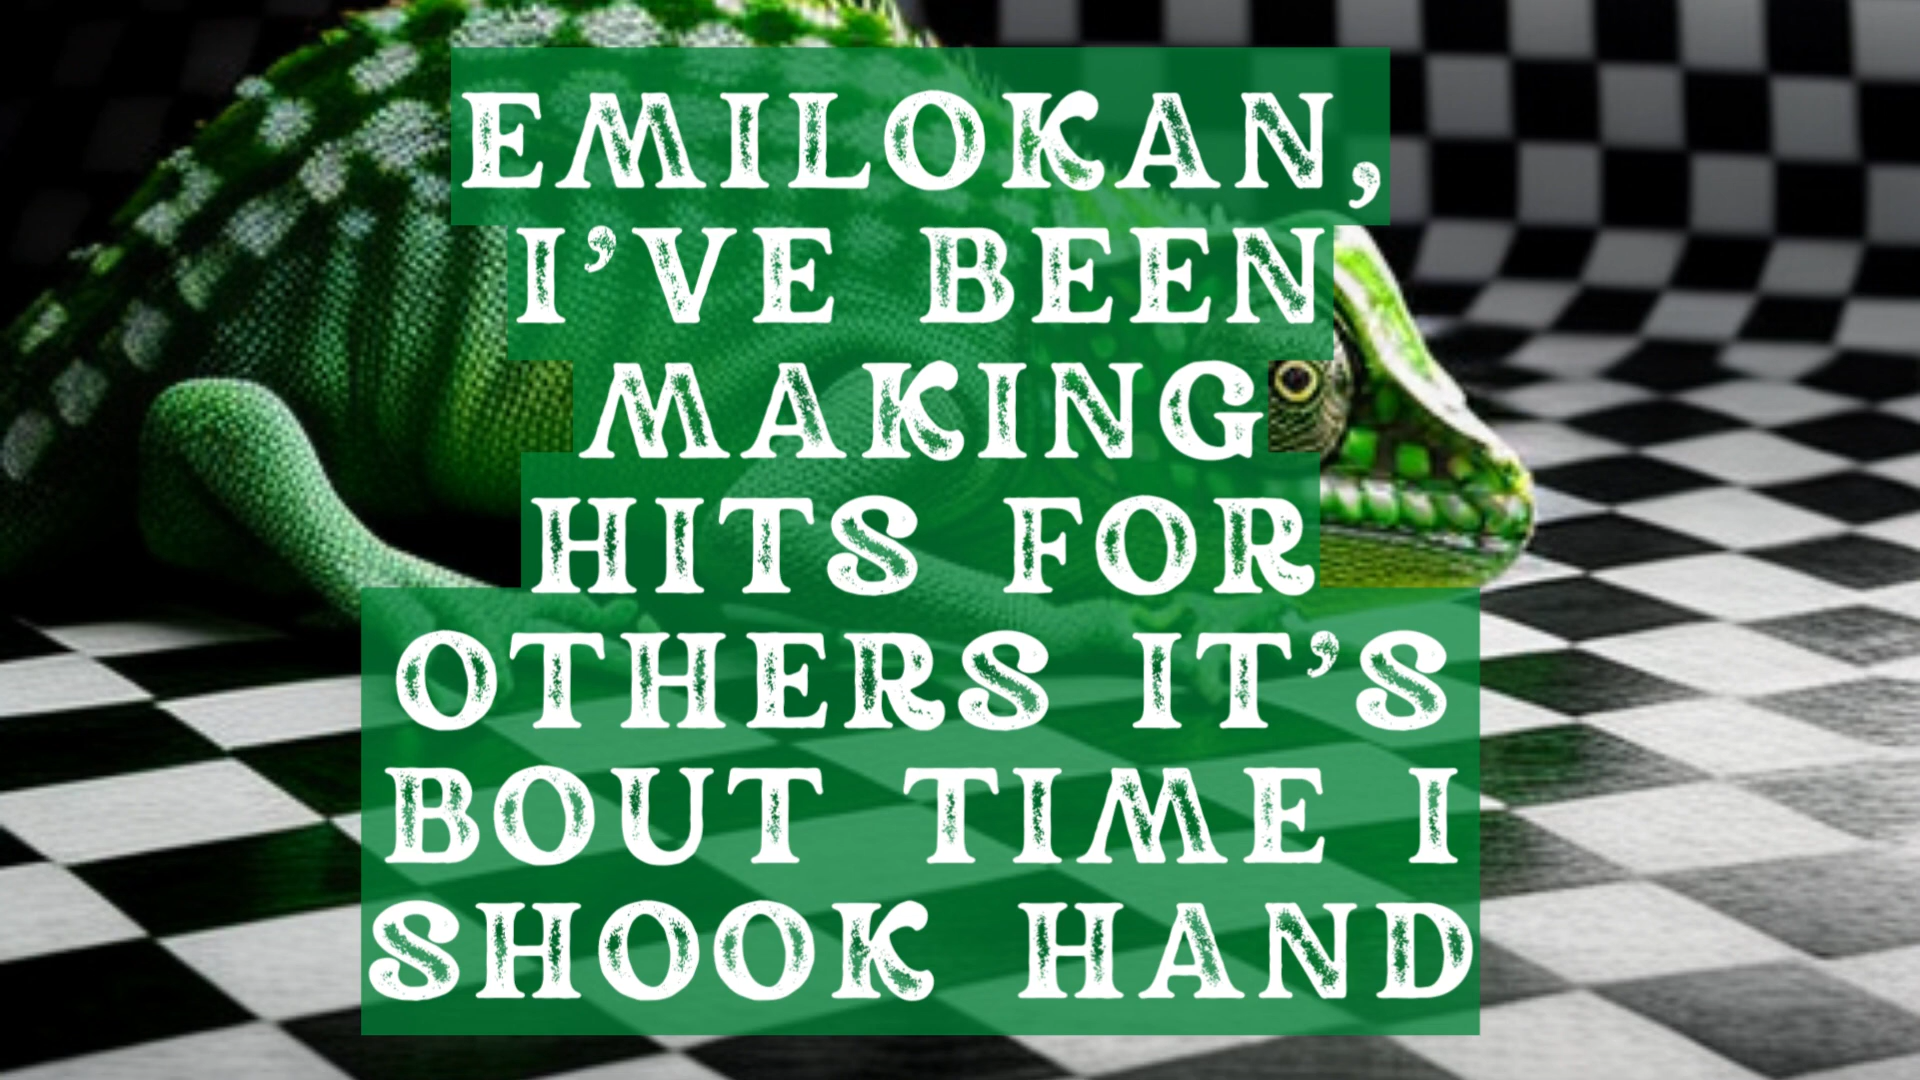 EMILOKAN,
I'VE BEEN
MAKING
HITS FOR
OTHERS IT'S
BOUT TIME I
SHOOK HAND